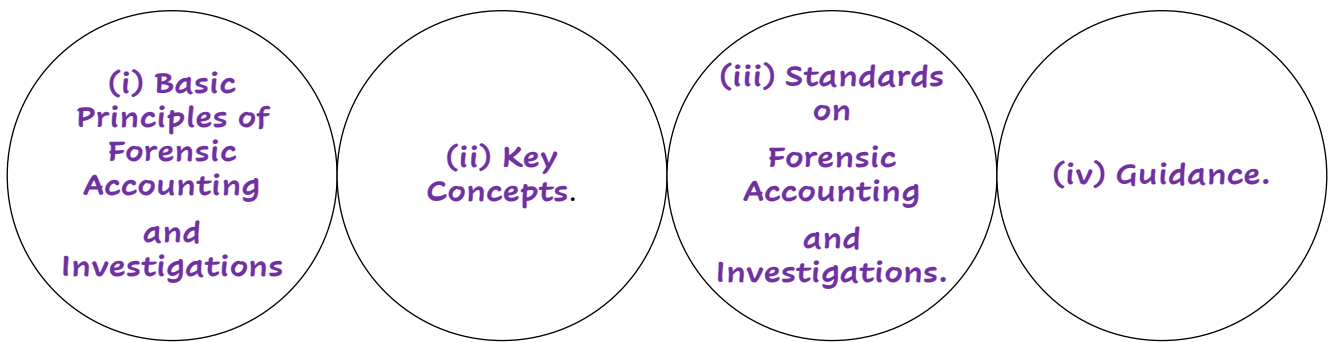 (i) Basic
Principles of
Forensic
Accounting
and
Investigations
(ii) Key
Concepts.
(iii) Standards
on
Forensic
Accounting
and
Investigations.
(iv) Guidance.